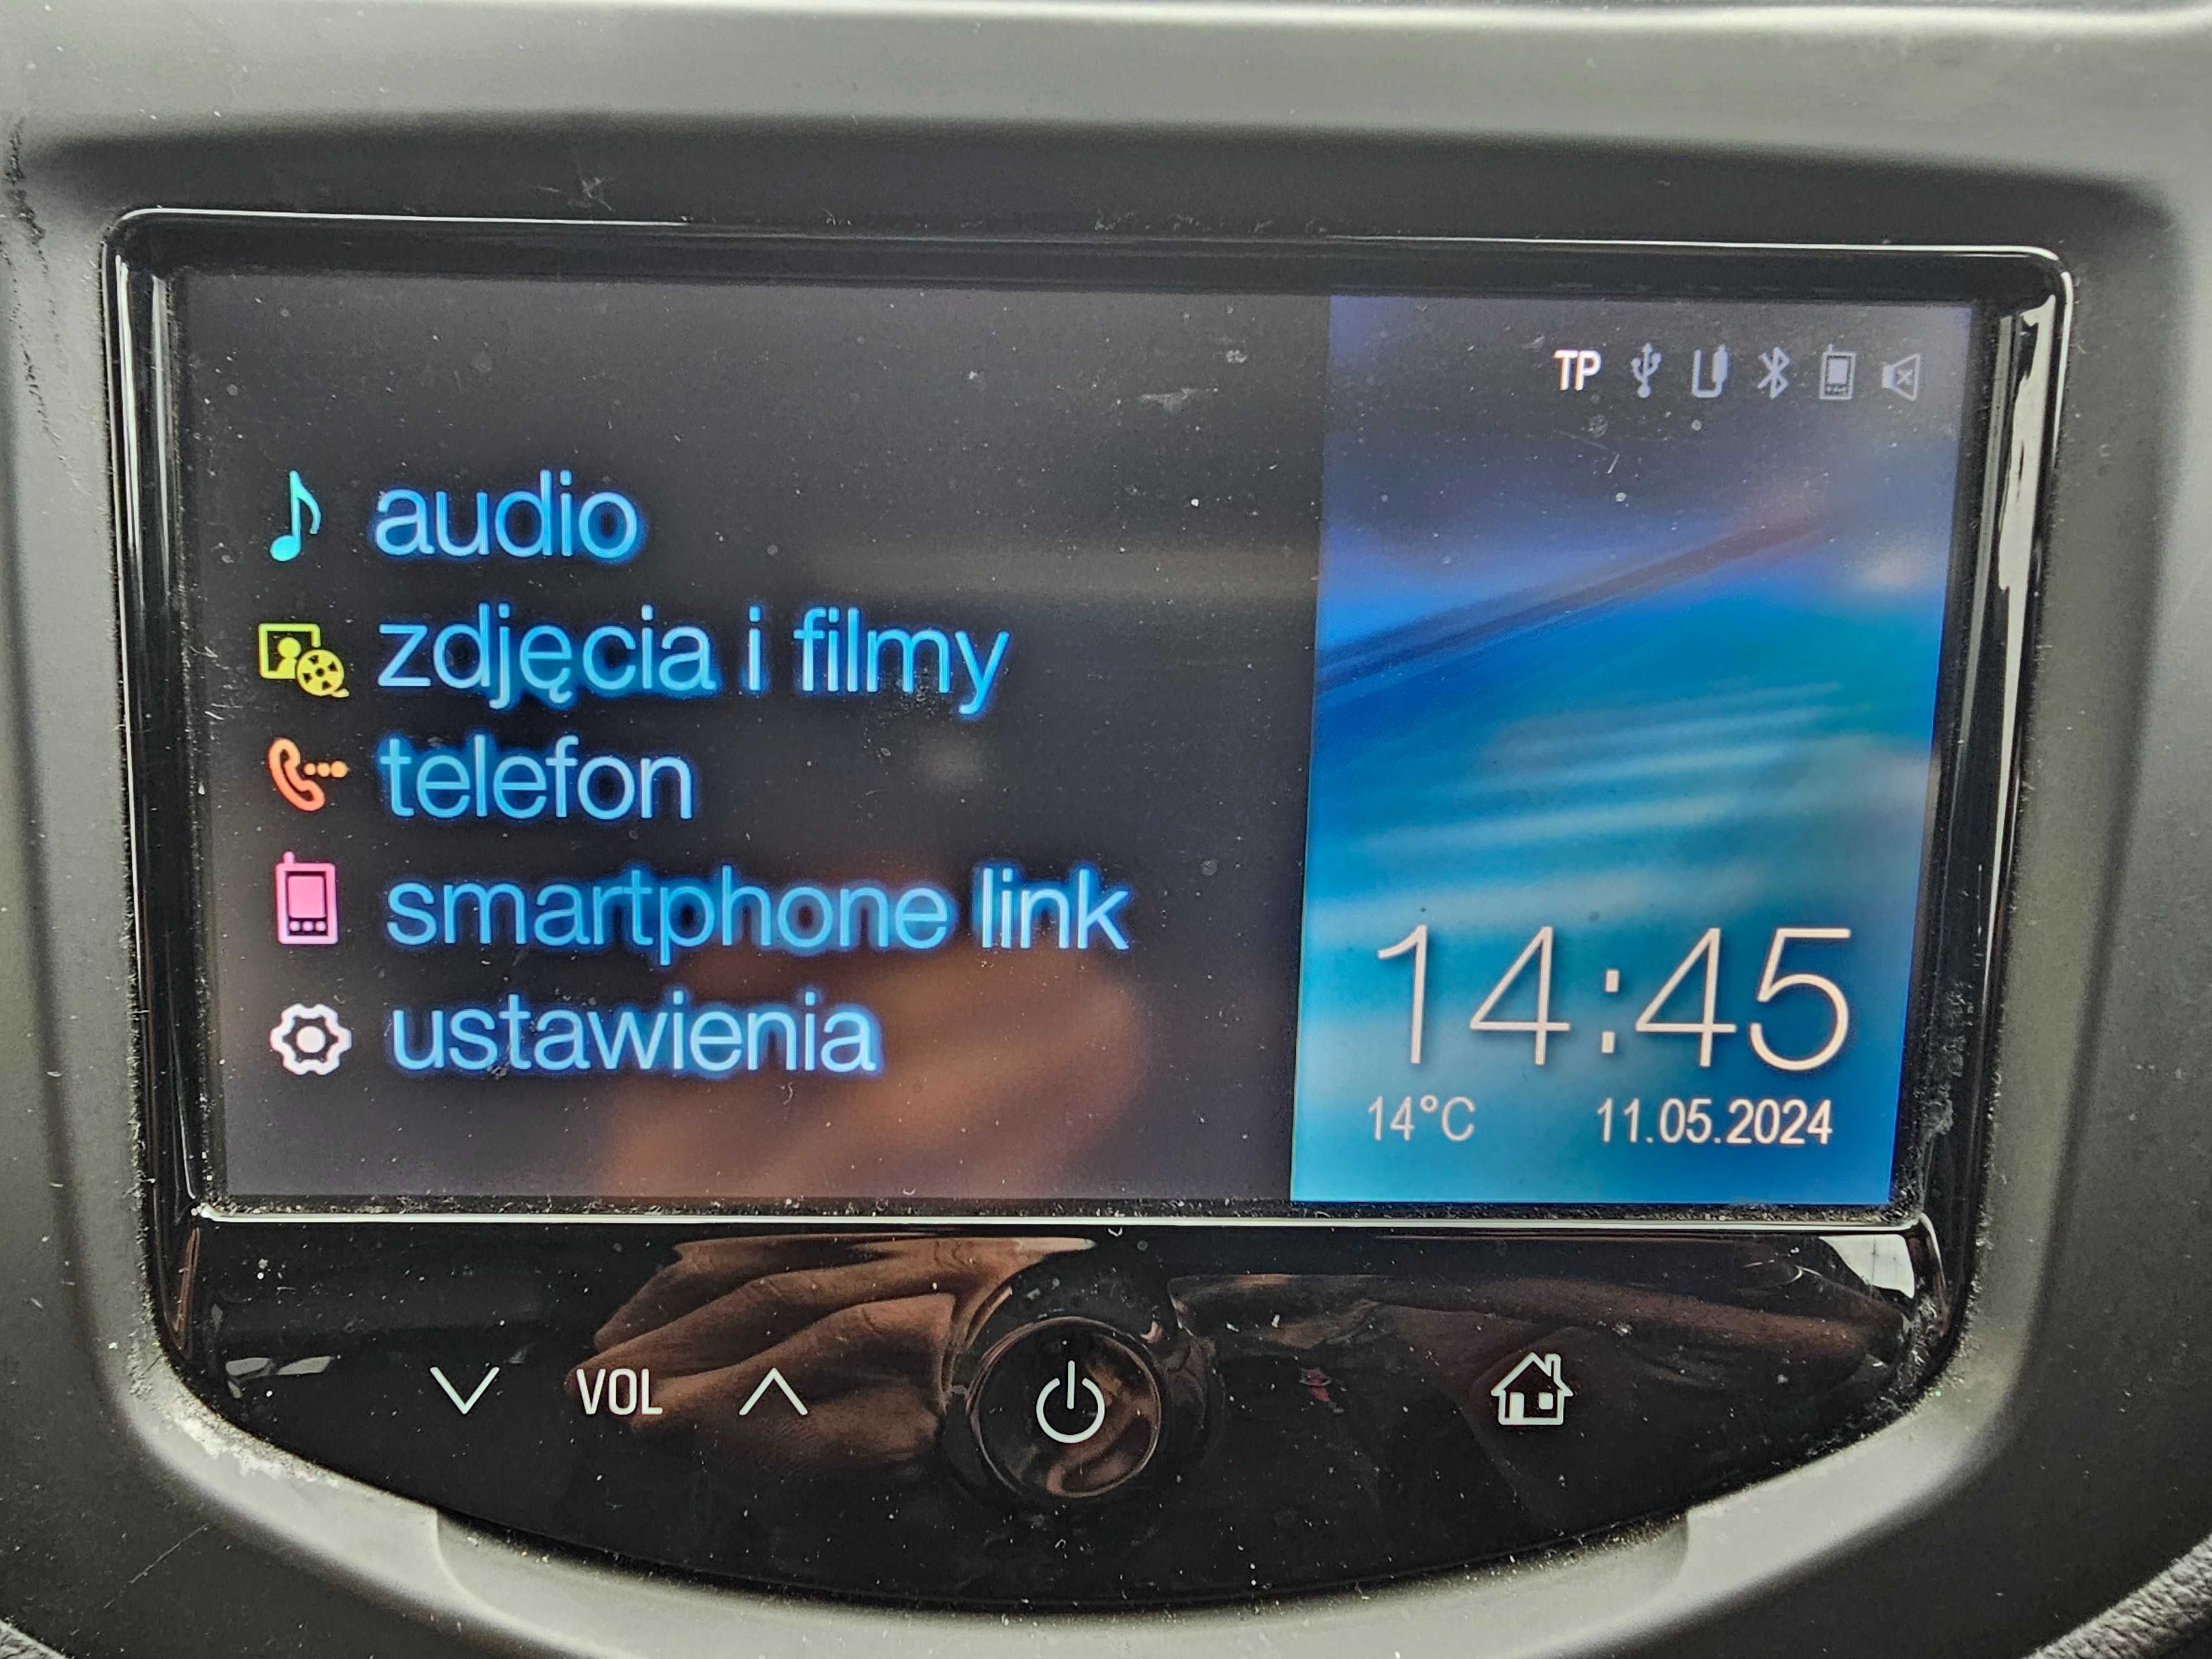 TP
audio
zdjęcia i filmy
telefon
smartphone link
ustawienia
14:45
14°C 11.05.2024
VOL